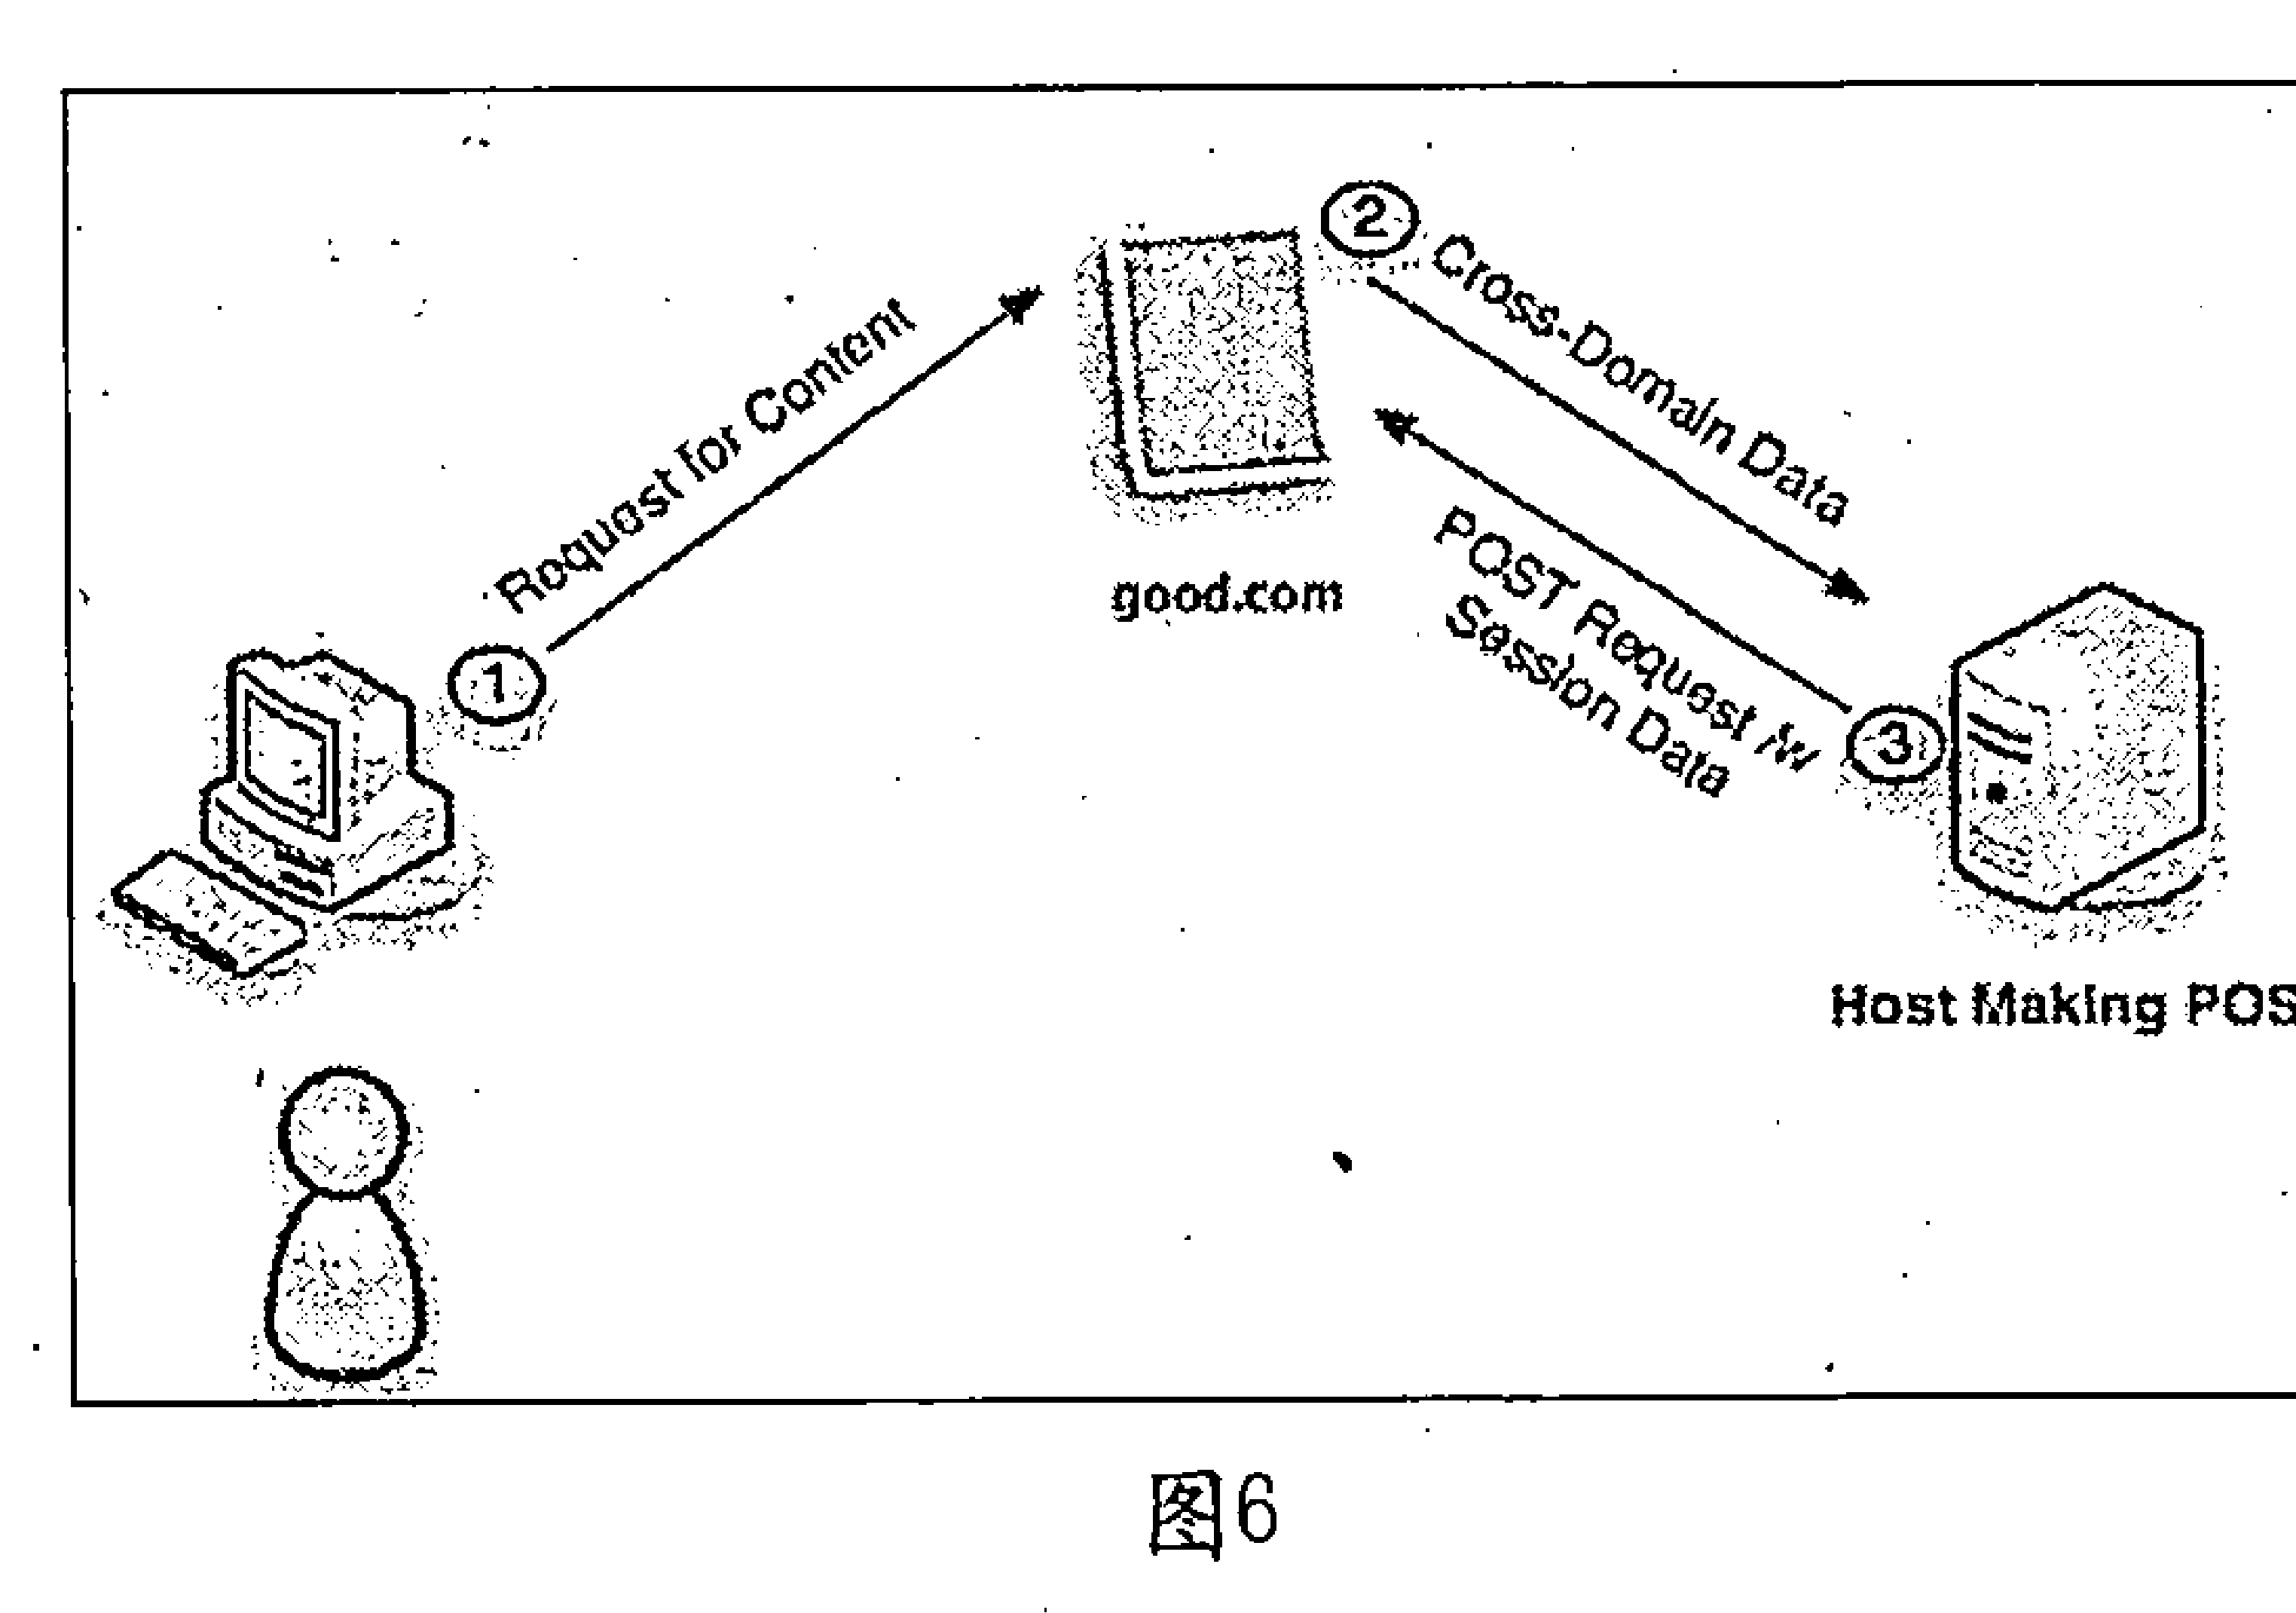 2
Cross-Domain Data
Request for Content
good.com
POST Request /w
Session Data
1
3
Host Making POS
图6